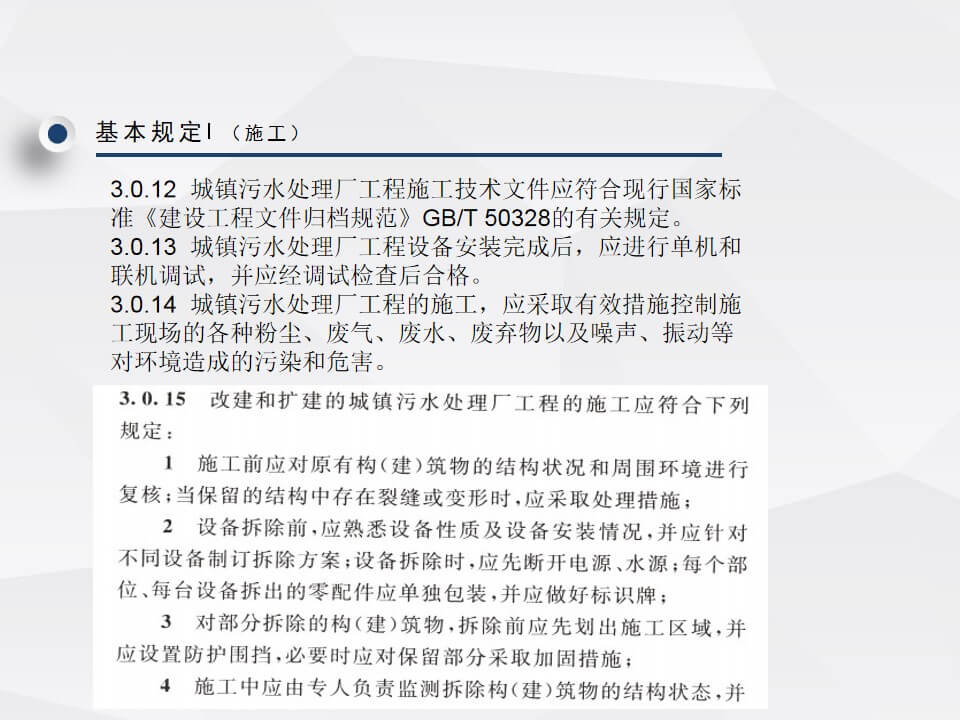 基本规定I（施工）
3.0.12 城镇污水处理厂工程施工技术文件应符合现行国家标
准《建设工程文件归档规范》GB/T 50328的有关规定。
3.0.13 城镇污水处理厂工程设备安装完成后，应进行单机和
联机调试，并应经调试检查后合格。
3.0.14 城镇污水处理厂工程的施工，应采取有效措施控制施
工现场的各种粉尘、废气、废水、废弃物以及噪声、振动等
对环境造成的污染和危害。
3.0.15 改建和扩建的城镇污水处理厂工程的施工应符合下列
规定：
1 施工前应对原有构(建)筑物的结构状况和周围环境进行
复核；当保留的结构中存在裂缝或变形时，应采取处理措施；
2 设备拆除前，应熟悉设备性质及设备安装情况，并应针对
不同设备制订拆除方案；设备拆除时，应先断开电源、水源；每个部
位、每台设备拆出的零配件应单独包装，并应做好标识牌；
3 对部分拆除的构(建)筑物，拆除前应先划出施工区域，并
应设置防护围挡，必要时应对保留部分采取加固措施；
4 施工中应由专人负责监测拆除构(建)筑物的结构状态，并